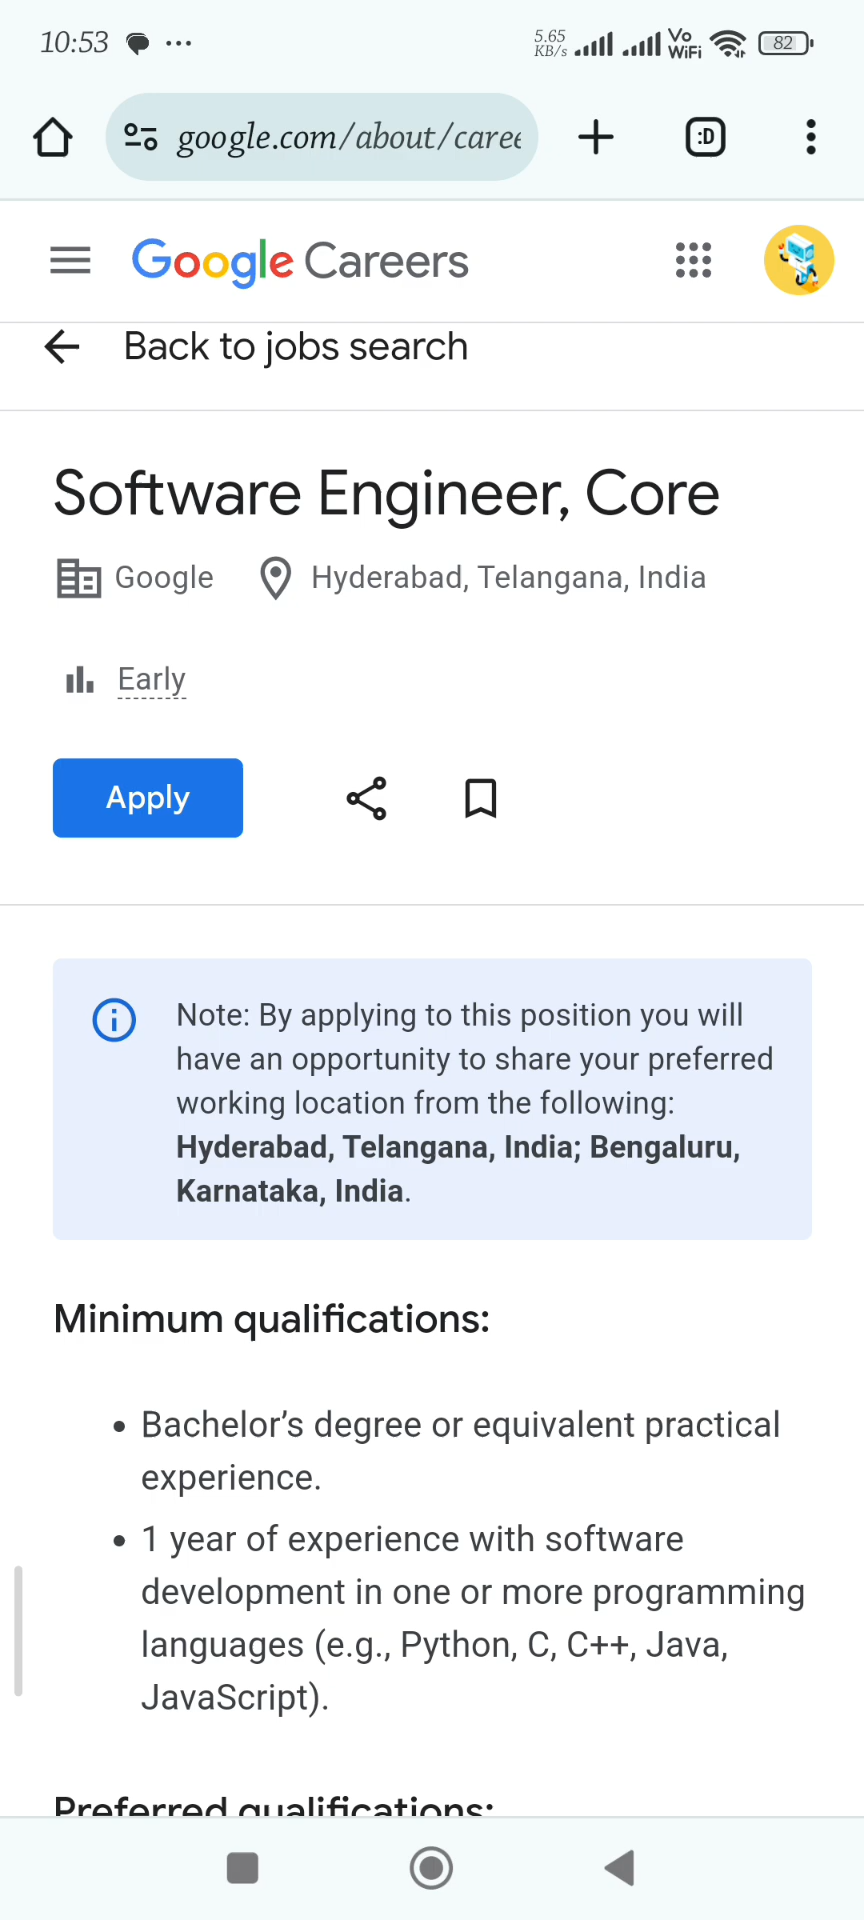 10:53
5.65 KB/s Vo WiFi 82
google.com/about/caree
:D
Google Careers
Back to jobs search
Software Engineer, Core
Google Hyderabad, Telangana, India
Early
Apply
Note: By applying to this position you will
have an opportunity to share your preferred
working location from the following:
Hyderabad, Telangana, India; Bengaluru,
Karnataka, India.
Minimum qualifications:
• Bachelor’s degree or equivalent practical
experience.
• 1 year of experience with software
development in one or more programming
languages (e.g., Python, C, C++, Java,
JavaScript).
Preferred qualifications: